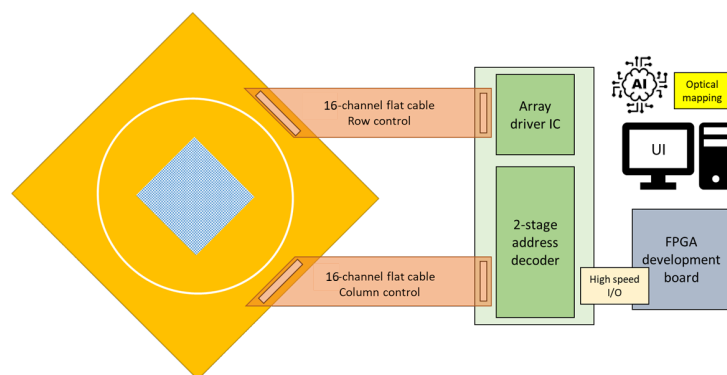 16-channel flat cable
Row control
Array
driver IC
AI
Optical
mapping
UI
2-stage
address
decoder
FPGA
development
board
16-channel flat cable
Column control
High speed
I/O